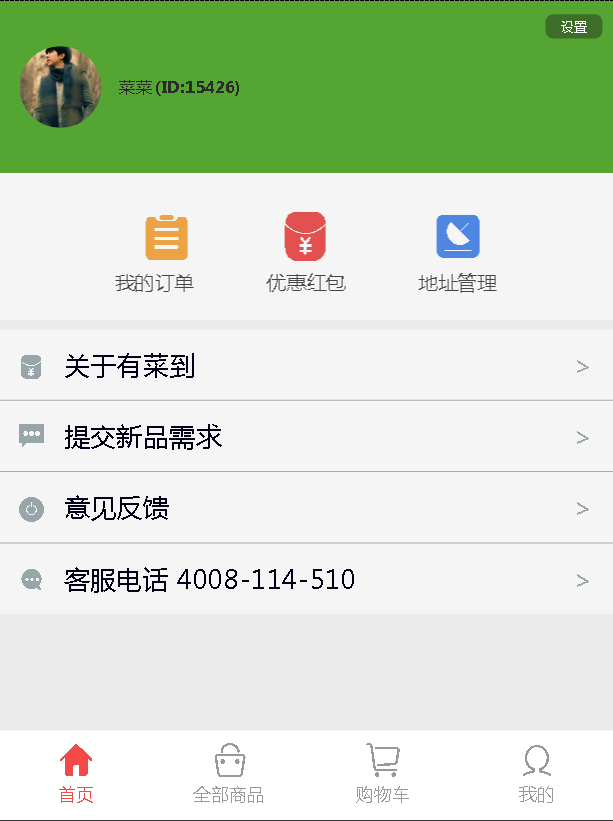 设置
菜菜(ID:15426)
我的订单 优惠红包 地址管理
关于有菜到 >
提交新品需求 >
意见反馈 >
客服电话 4008-114-510 >
首页 全部商品 购物车 我的